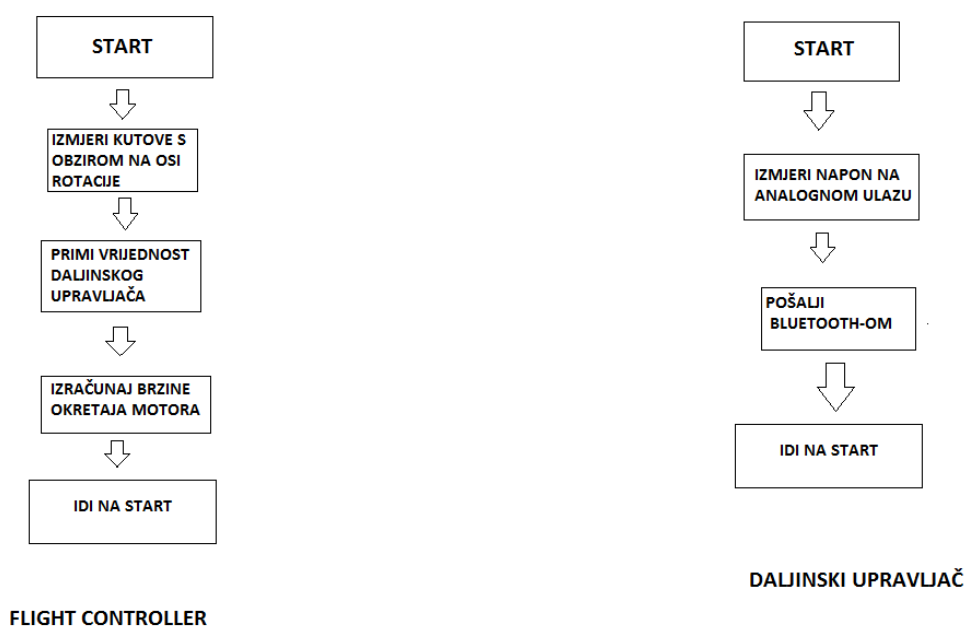 START
IZMJERI KUTOVE S
OBZIROM NA OSI
ROTACIJE
PRIMI VRIJEDNOST
DALJINSKOG
UPRAVLJAČA
IZRAČUNAJ BRZINE
OKRETAJA MOTORA
IDI NA START
FLIGHT CONTROLLER
START
IZMJERI NAPON NA
ANALOGNOM ULAZU
POŠALJI
BLUETOOTH-OM
IDI NA START
DALJINSKI UPRAVLJAČ